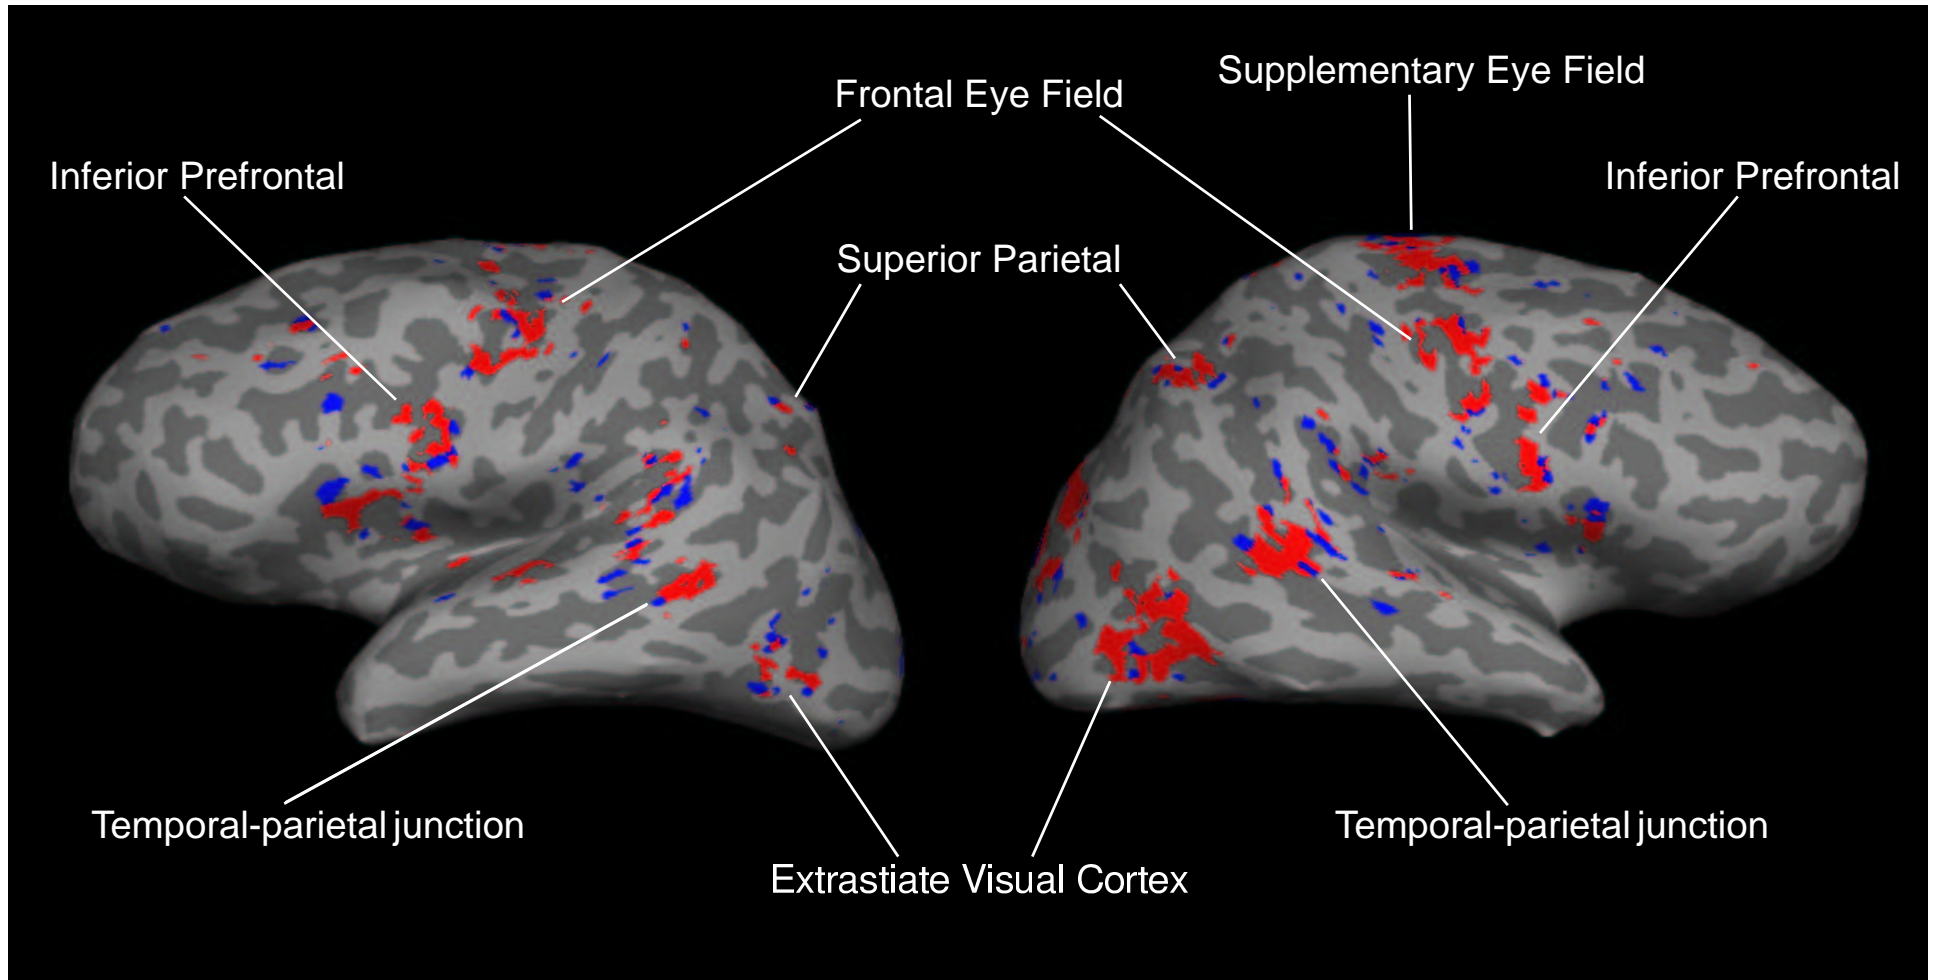 Supplementary Eye Field
Frontal Eye Field
Inferior Prefrontal
Inferior Prefrontal
Superior Parietal
Temporal-parietal junction
Temporal-parietal junction
Extrastiate Visual Cortex